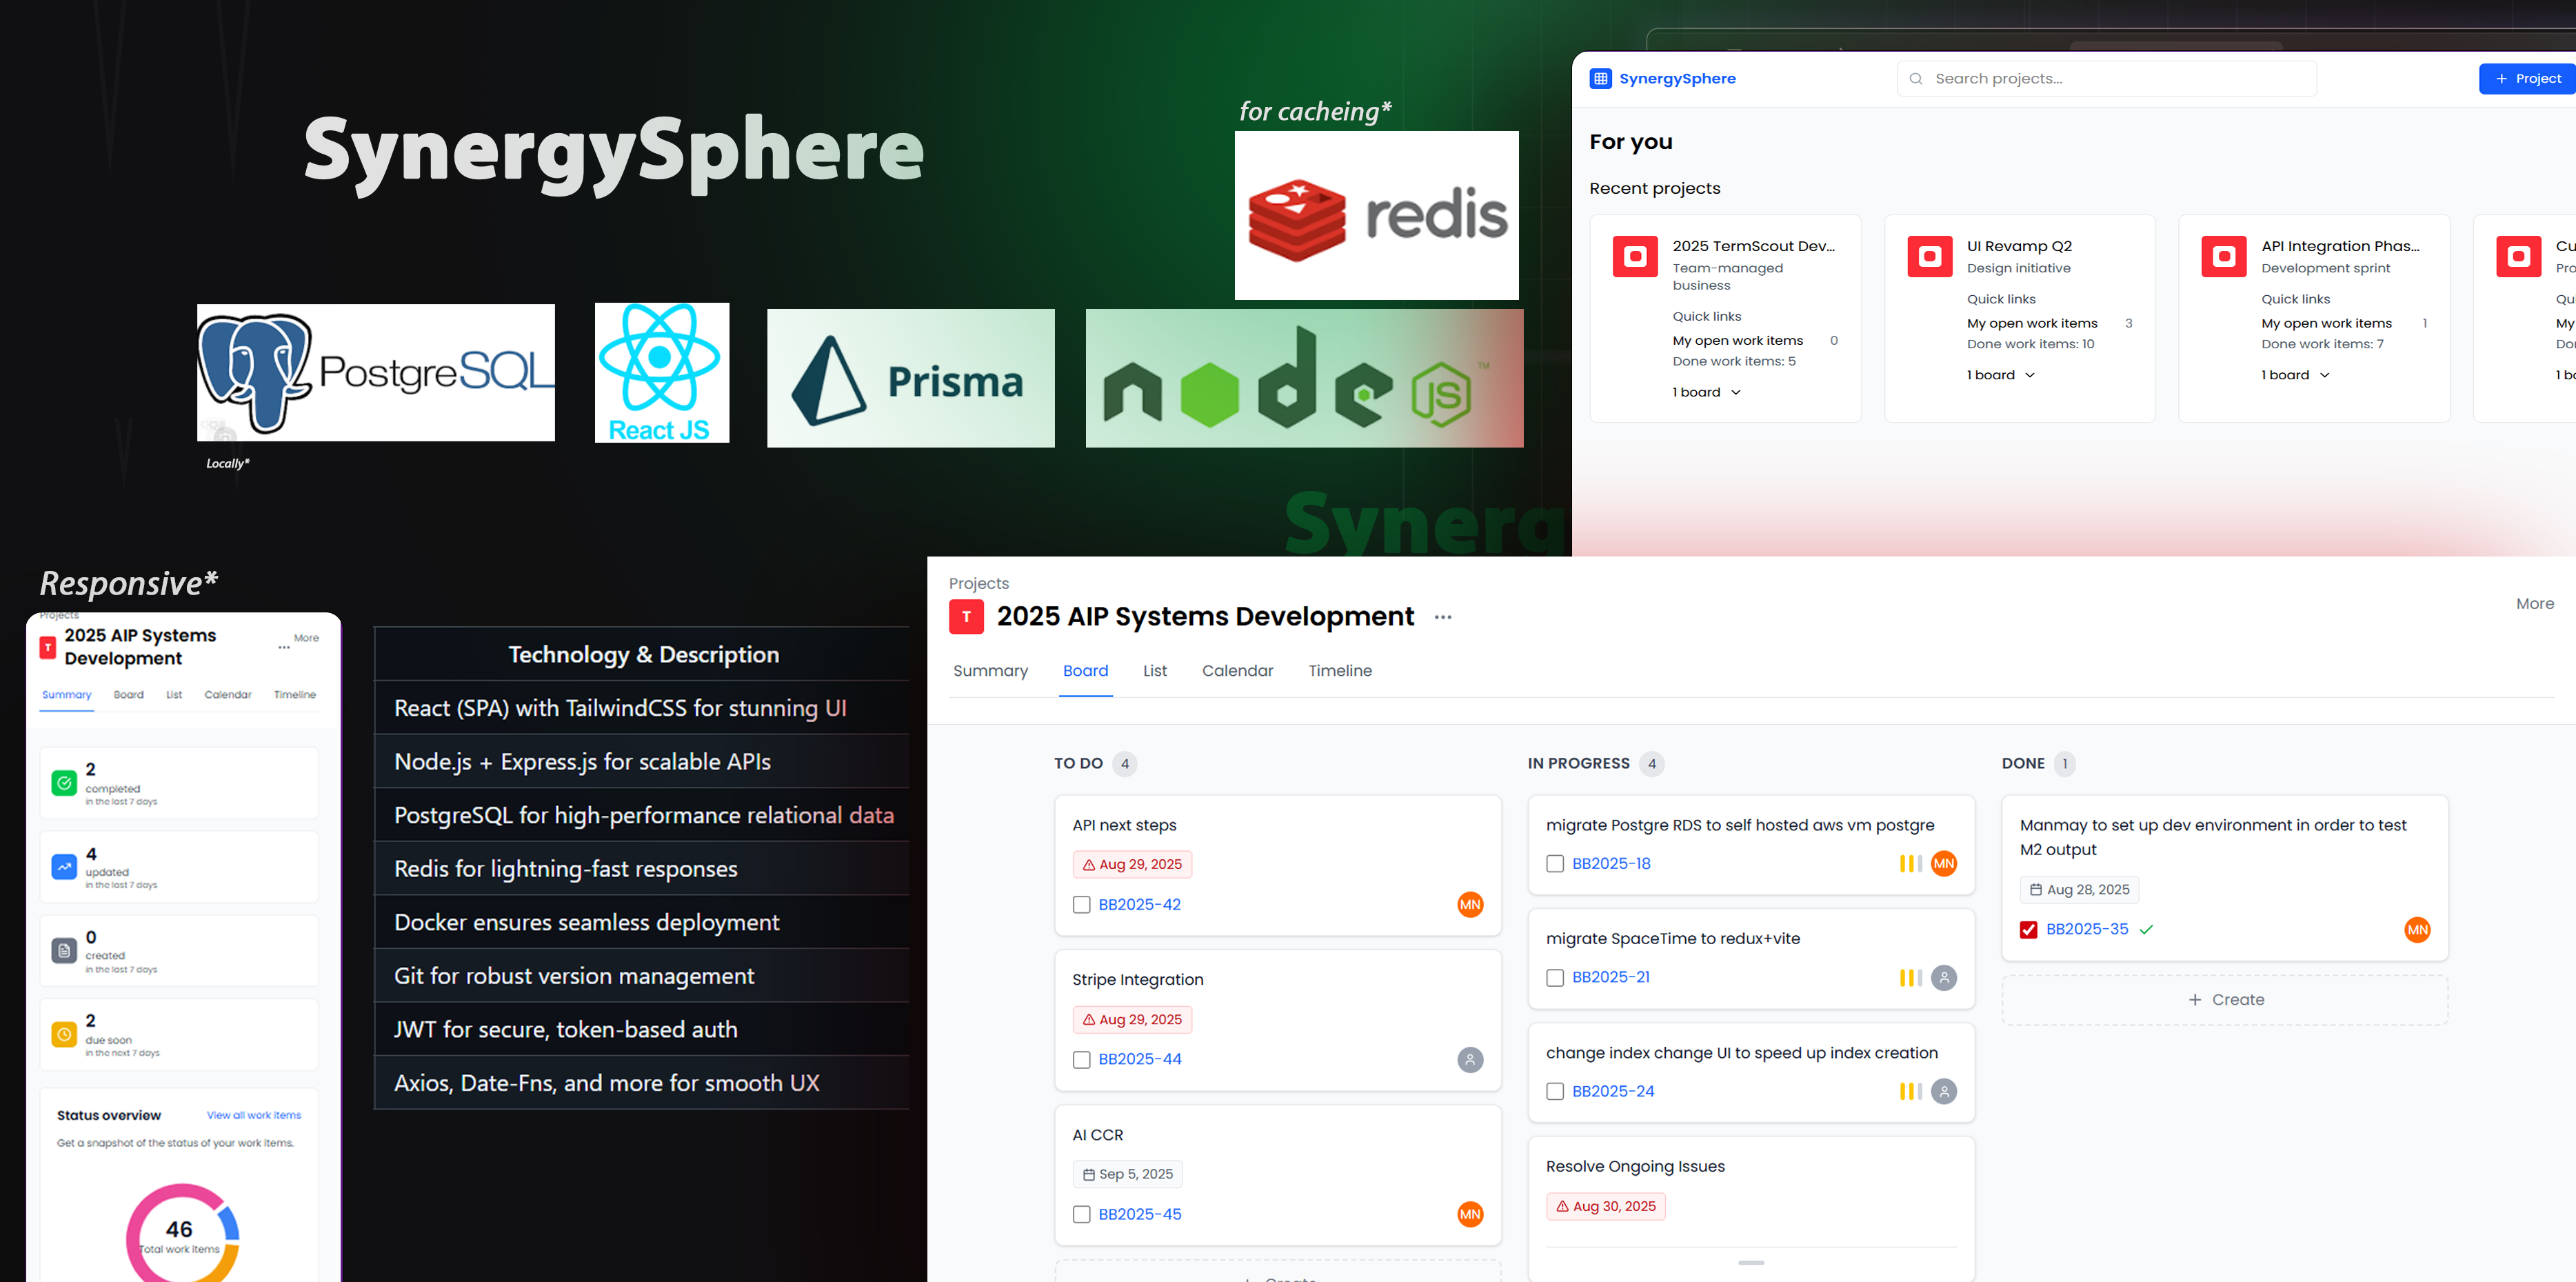 SynergySphere
for cacheing*
redis
PostgreSQL
Locally*
React JS
Prisma
node
JS
TM
Synerg
SynergySphere
Search projects...
+ Project
For you
Recent projects
2025 TermScout Dev...
Team-managed
business
Quick links
My open work items 0
Done work items: 5
1 board
UI Revamp Q2
Design initiative
Quick links
My open work items 3
Done work items: 10
1 board
API Integration Phas...
Development sprint
Quick links
My open work items 1
Done work items: 7
1 board
Cu
Pro
Qu
My
Don
1 bo
Responsive*
Projects
T
2025 AIP Systems
Development
... More
Summary Board List Calendar Timeline
2
completed
in the last 7 days
4
updated
in the last 7 days
0
created
in the last 7 days
2
due soon
in the next 7 days
Status overview View all work items
Get a snapshot of the status of your work items.
46
Total work items
Technology & Description
React (SPA) with TailwindCSS for stunning UI
Node.js + Express.js for scalable APIs
PostgreSQL for high-performance relational data
Redis for lightning-fast responses
Docker ensures seamless deployment
Git for robust version management
JWT for secure, token-based auth
Axios, Date-Fns, and more for smooth UX
Projects
T 2025 AIP Systems Development ...
More
Summary Board List Calendar Timeline
TO DO 4
API next steps
Aug 29, 2025
BB2025-42 MN
Stripe Integration
Aug 29, 2025
BB2025-44
AI CCR
Sep 5, 2025
BB2025-45 MN
+ Create
IN PROGRESS 4
migrate Postgre RDS to self hosted aws vm postgre
BB2025-18 MN
migrate SpaceTime to redux+vite
BB2025-21
change index change UI to speed up index creation
BB2025-24
Resolve Ongoing Issues
Aug 30, 2025
DONE 1
Manmay to set up dev environment in order to test
M2 output
Aug 28, 2025
BB2025-35 MN
+ Create